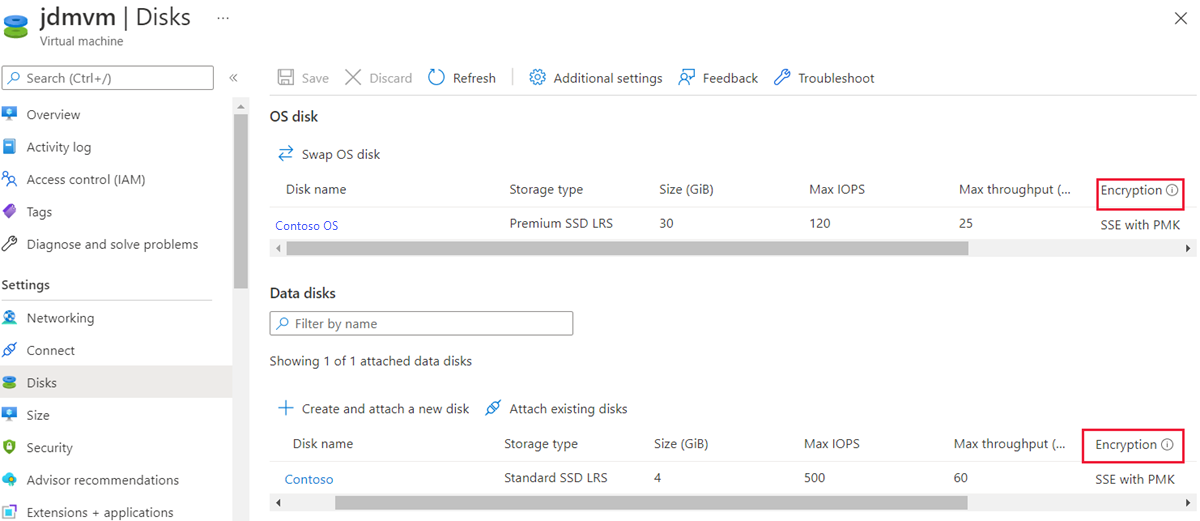 jdmvm | Disks ...
Virtual machine
Search (Ctrl+/)
«
Overview
Activity log
Access control (IAM)
Tags
Diagnose and solve problems
Settings
Networking
Connect
Disks
Size
Security
Advisor recommendations
Extensions + applications
Save Discard Refresh Additional settings Feedback Troubleshoot
OS disk
Swap OS disk
Disk name Storage type Size (GiB) Max IOPS Max throughput (... Encryption
Contoso OS Premium SSD LRS 30 120 25 SSE with PMK
Data disks
Filter by name
Showing 1 of 1 attached data disks
Create and attach a new disk Attach existing disks
Disk name Storage type Size (GiB) Max IOPS Max throughput (... Encryption
Contoso Standard SSD LRS 4 500 60 SSE with PMK